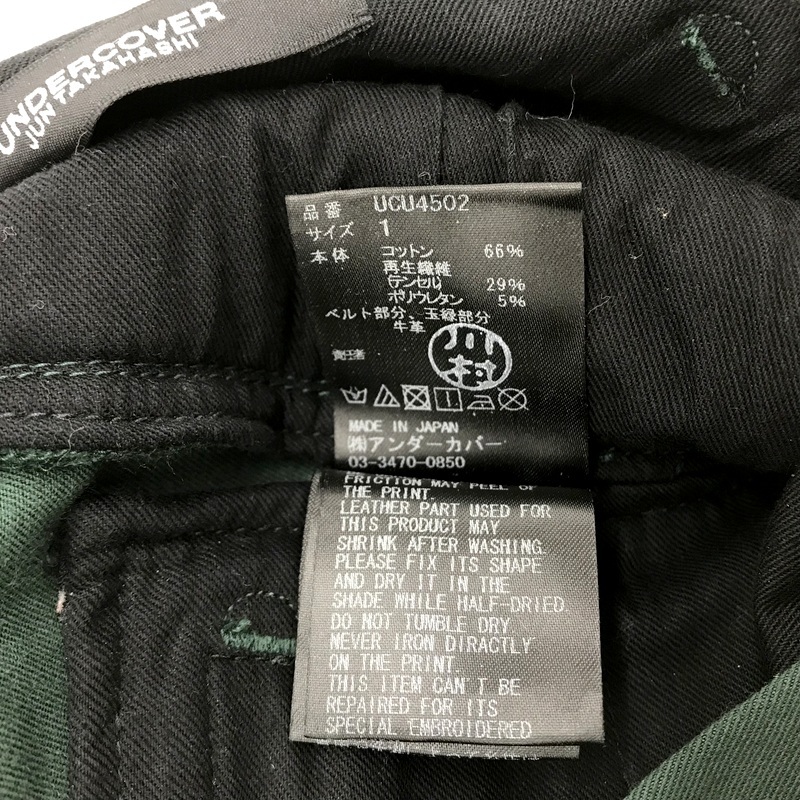 UNDERCOVER
JUN TAKAHASHI
品番 UCU4502
サイズ 1
本体 コットン 66%
再生繊維
(テンセル) 29%
ポリウレタン 5%
ベルト部分、玉縁部分
牛革
責任者
川村
MADE IN JAPAN
㈱アンダーカバー
03-3470-0850
FRICTION MAY PEEL OF
THE PRINT.
LEATHER PART USED FOR
THIS PRODUCT MAY
SHRINK AFTER WASHING.
PLEASE FIX ITS SHAPE
AND DRY IT IN THE
SHADE WHILE HALF-DRIED.
DO NOT TUMBLE DRY
NEVER IRON DIRACTLY
ON THE PRINT.
THIS ITEM CAN'T BE
REPAIRED FOR ITS
SPECIAL EMBROIDERED